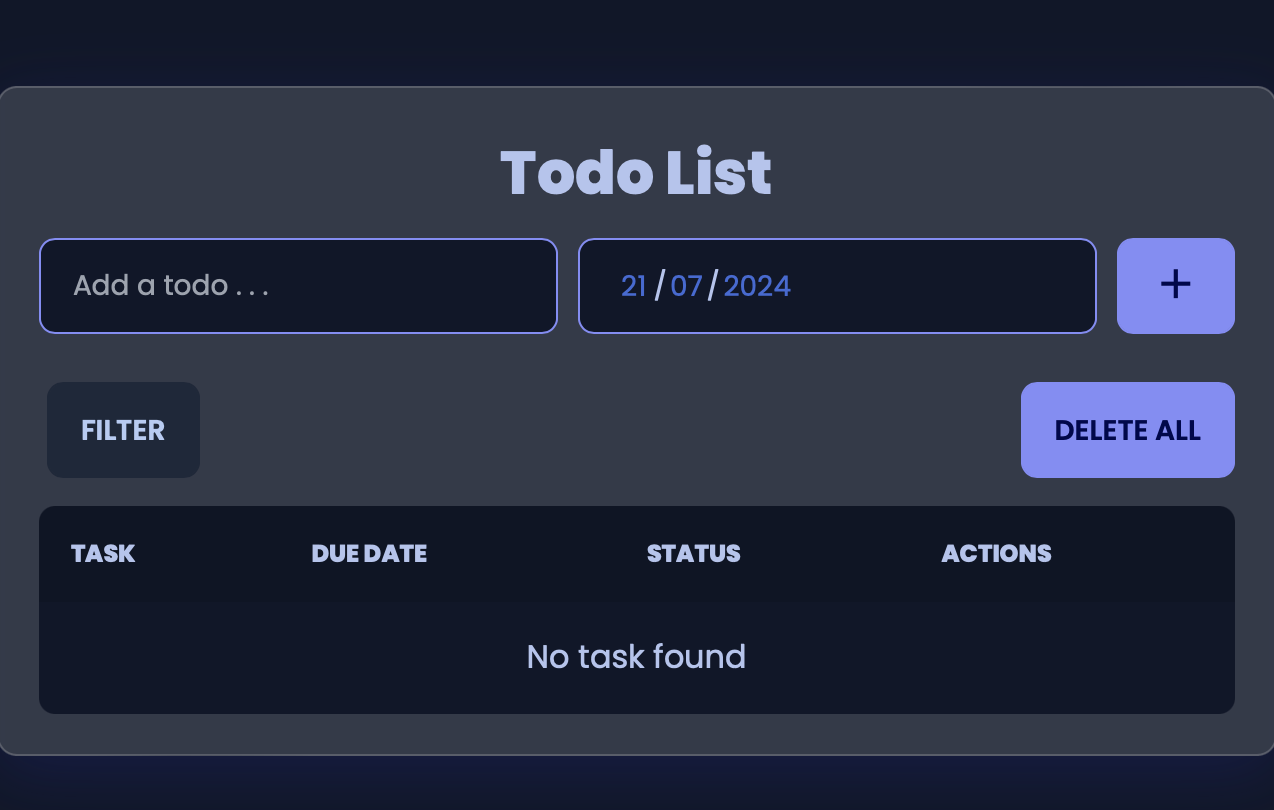 Todo List
Add a todo . . .
21 / 07 / 2024
+
FILTER
DELETE ALL
TASK DUE DATE STATUS ACTIONS
No task found